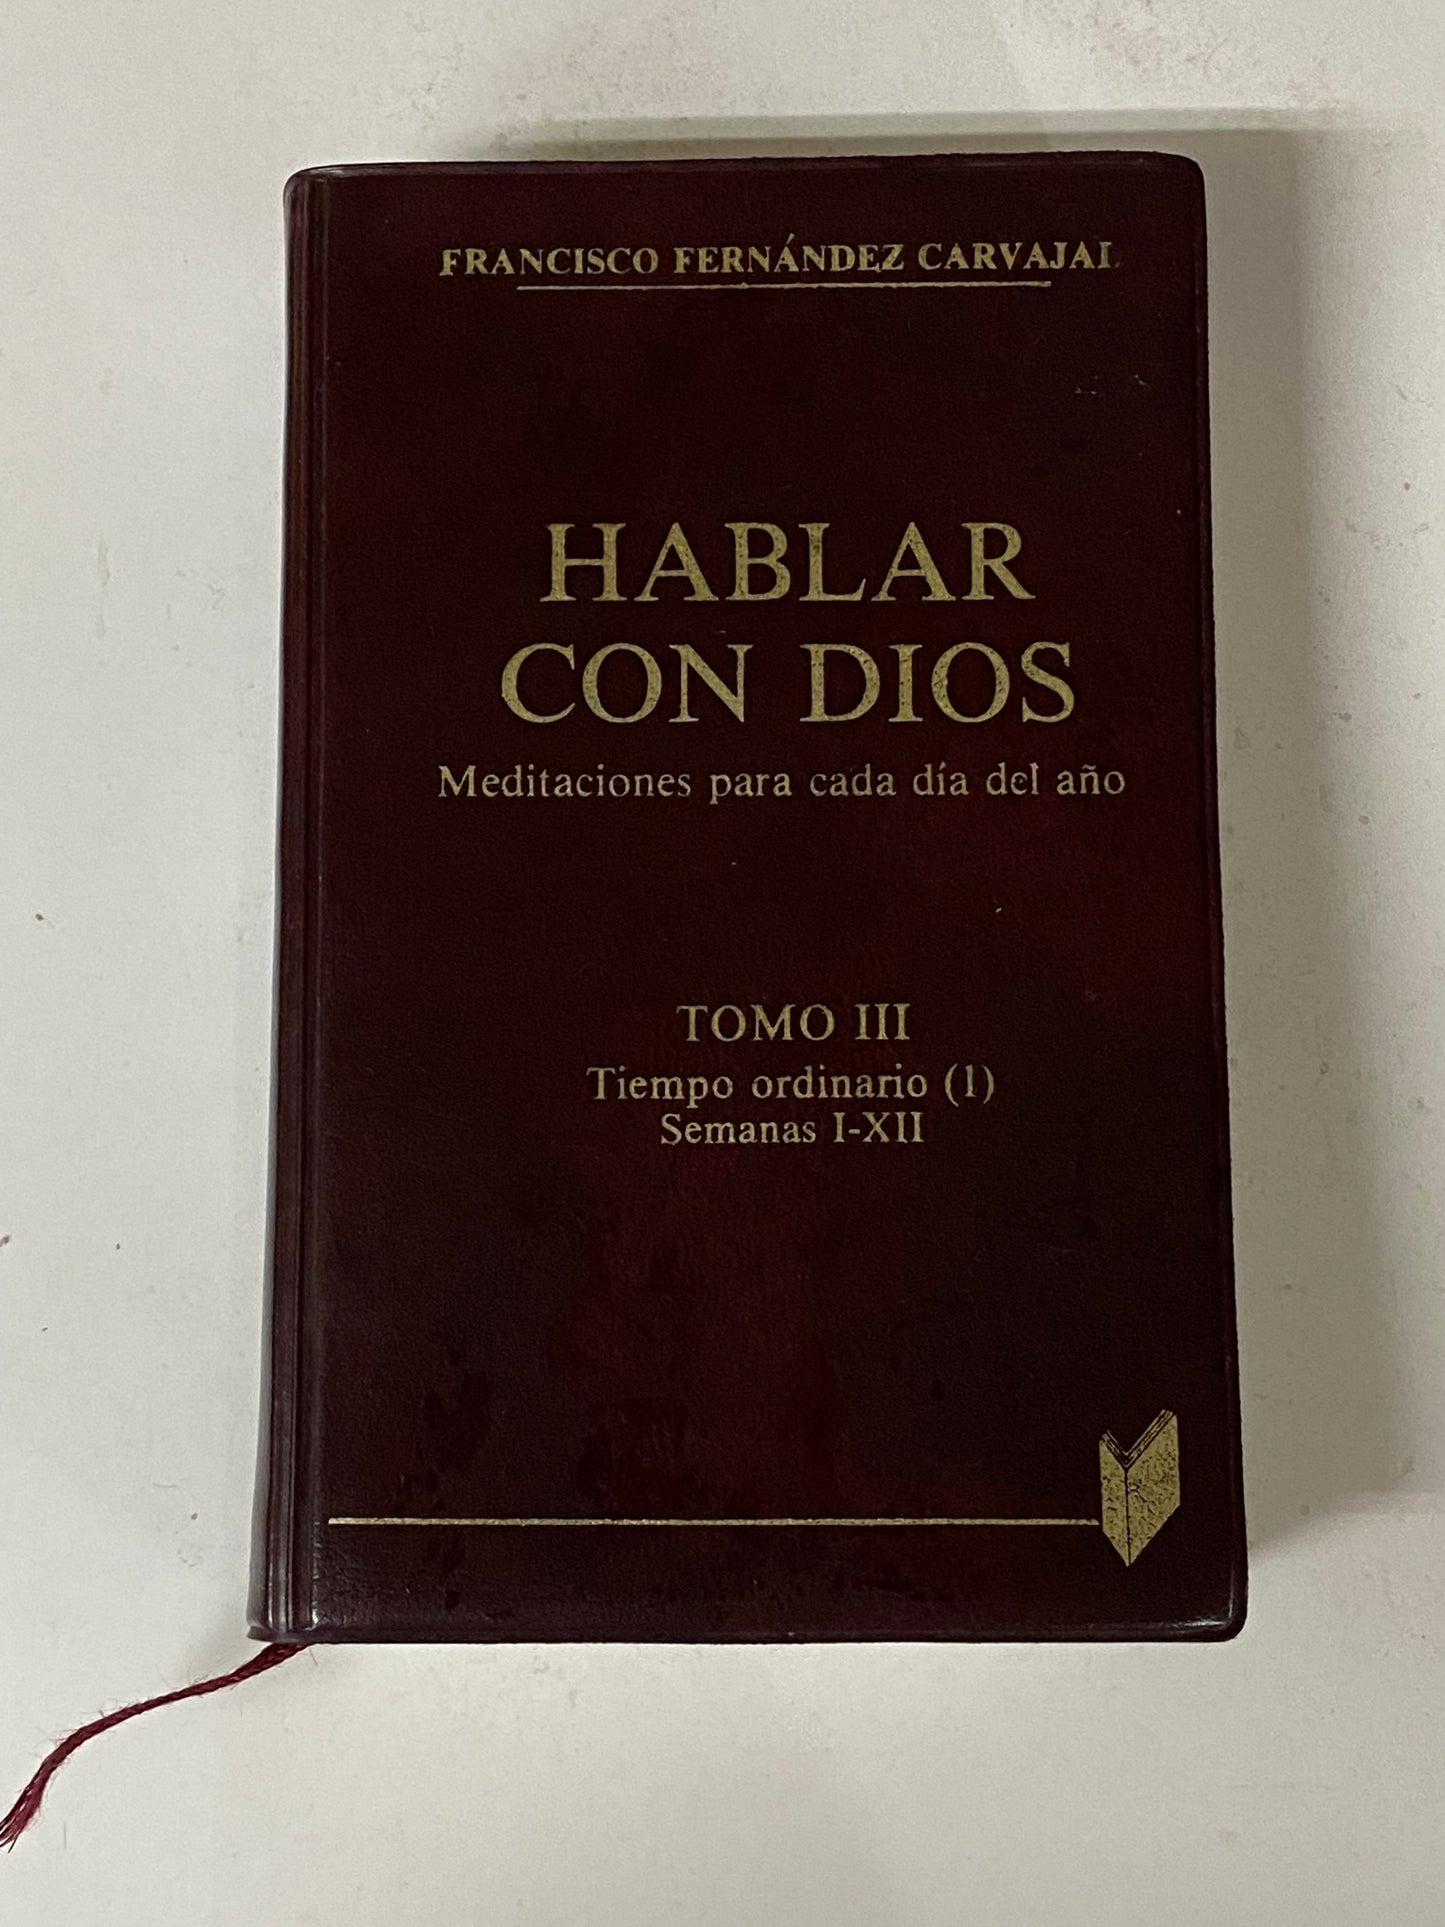 FRANCISCO FERNÁNDEZ CARVAJAL
HABLAR
CON DIOS
Meditaciones para cada día del año
TOMO III
Tiempo ordinario (1)
Semanas I-XII